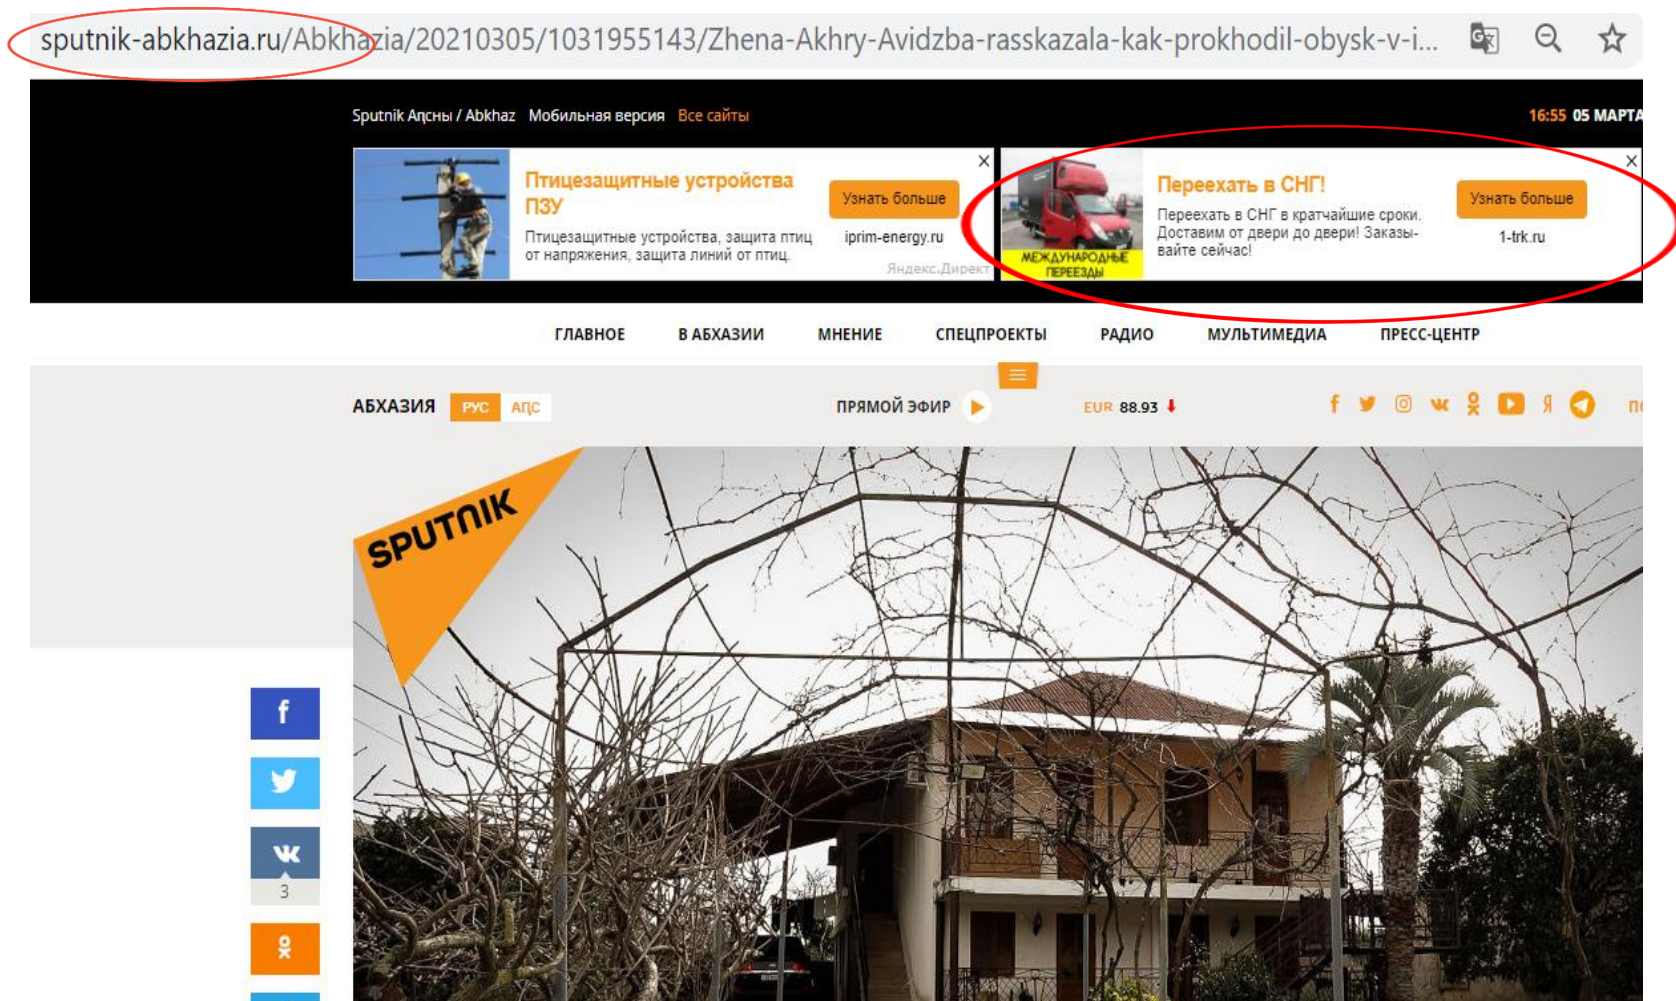 sputnik-abkhazia.ru/Abkhazia/20210305/1031955143/Zhena-Akhry-Avidzba-rasskazala-kak-prokhodil-obysk-v-i...
Sputnik Аԥсны / Abkhaz Мобильная версия Все сайты
16:55 05 МАРТА
Птицезащитные устройства
ПЗУ
Птицезащитные устройства, защита птиц
от напряжения, защита линий от птиц.
Узнать больше
iprim-energy.ru
Яндекс.Директ
МЕЖДУНАРОДНЫЕ
ПЕРЕЕЗДЫ
Переехать в СНГ!
Переехать в СНГ в кратчайшие сроки.
Доставим от двери до двери! Заказы-
вайте сейчас!
Узнать больше
1-trk.ru
ГЛАВНОЕ В АБХАЗИИ МНЕНИЕ СПЕЦПРОЕКТЫ РАДИО МУЛЬТИМЕДИА ПРЕСС-ЦЕНТР
АБХАЗИЯ РУС АԤС ПРЯМОЙ ЭФИР EUR 88.93
SPUTNIK
3